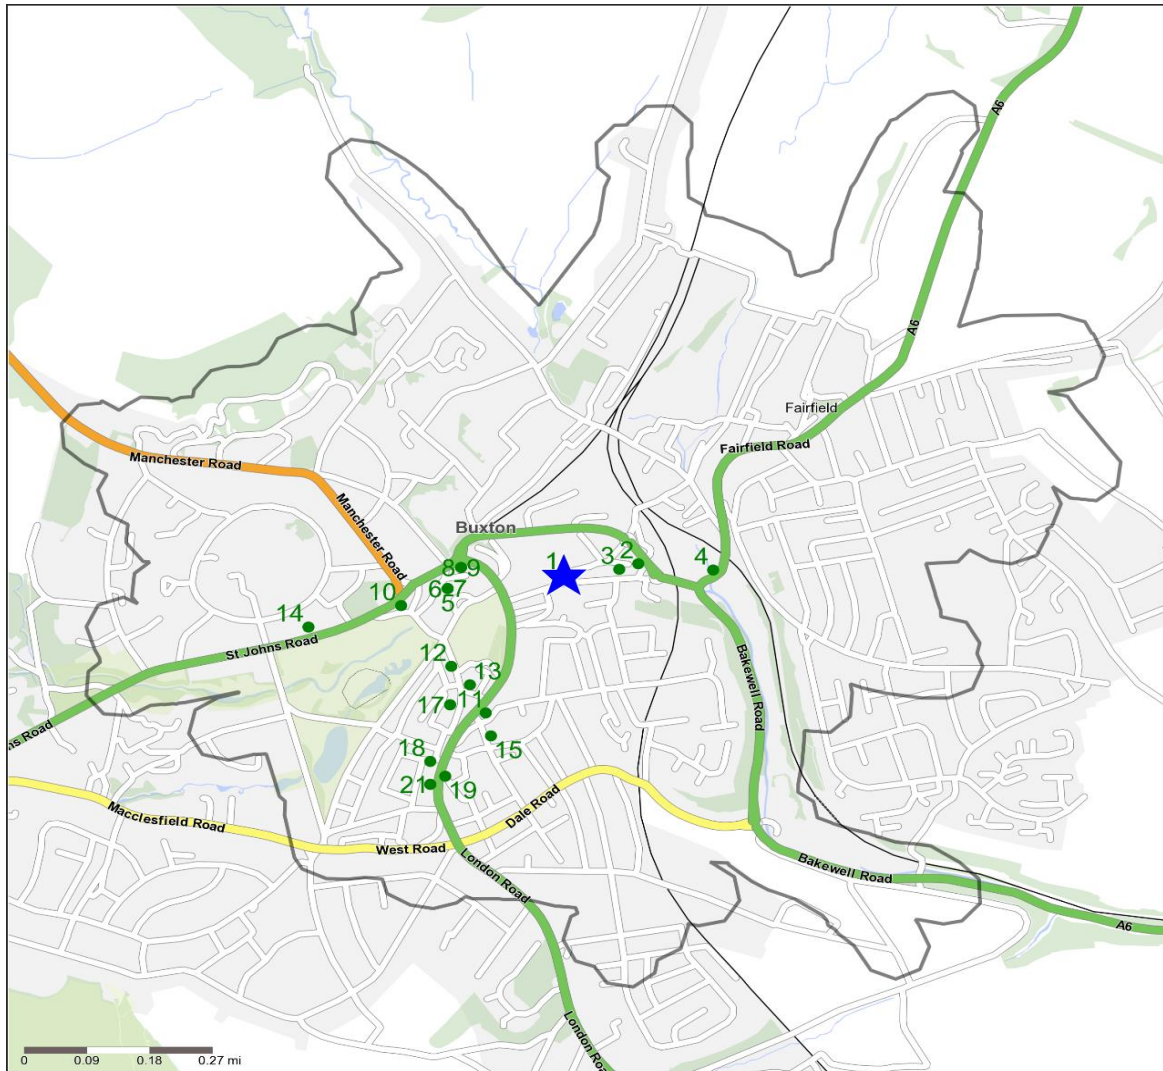 A6
A6
Fairfield
Fairfield Road
Manchester Road
Manchester Road
Buxton
1
2
3
4
8
9
6
7
5
10
14
St Johns Road
12
13
17
11
15
18
21
19
Bakewell Road
ns Road
Macclesfield Road
West Road
Dale Road
London Road
Bakewell Road
A6
London Roa
0 0.09 0.18 0.27 mi